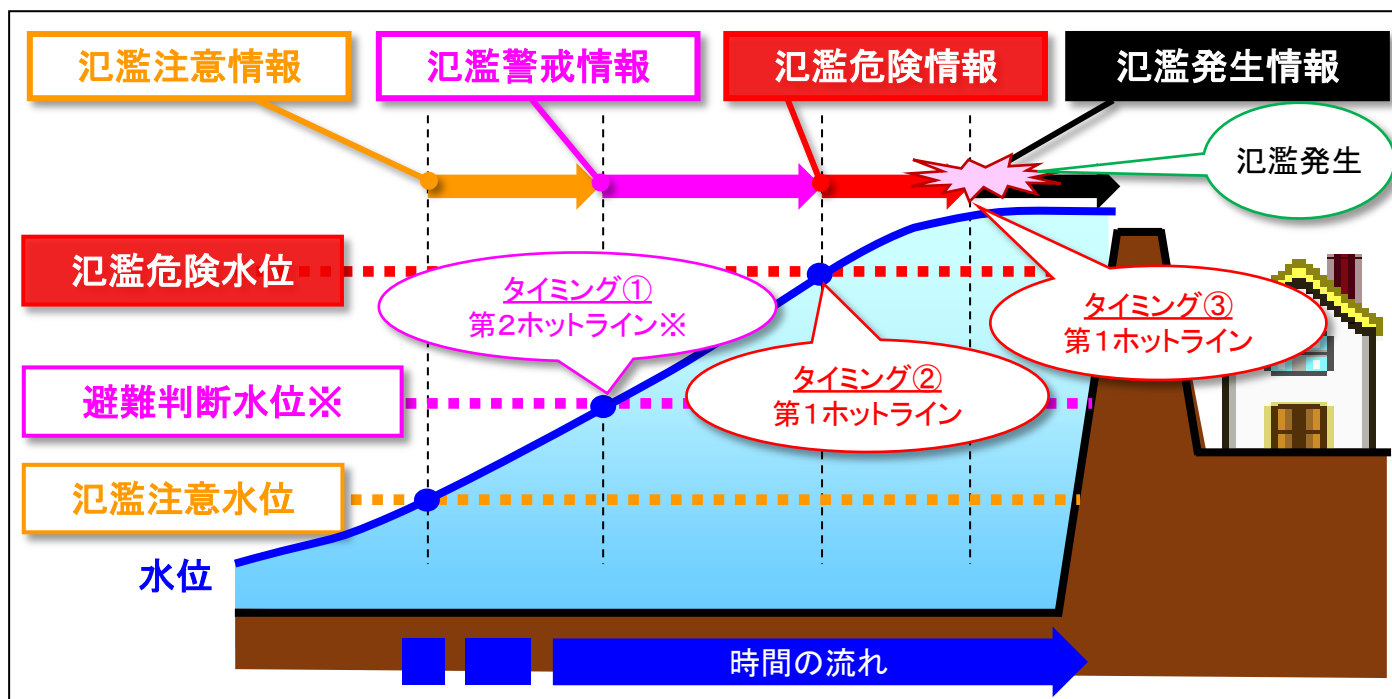 氾濫注意情報
氾濫警戒情報
氾濫危険情報
氾濫発生情報
氾濫発生
氾濫危険水位
タイミング①
第2ホットライン※
タイミング③
第1ホットライン
タイミング②
第1ホットライン
避難判断水位※
氾濫注意水位
水位
時間の流れ